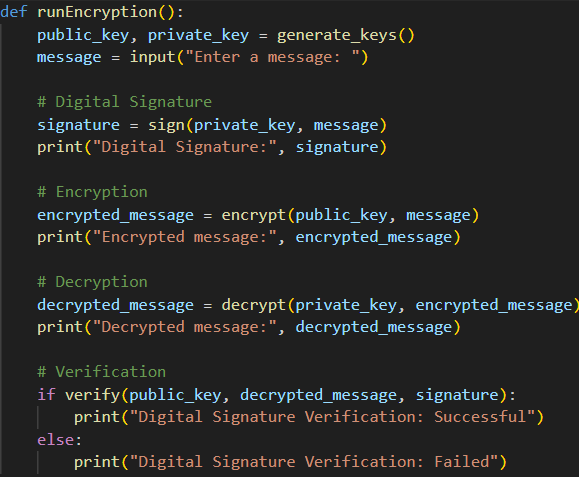 def runEncryption():
    public_key, private_key = generate_keys()
    message = input("Enter a message: ")

    # Digital Signature
    signature = sign(private_key, message)
    print("Digital Signature:", signature)

    # Encryption
    encrypted_message = encrypt(public_key, message)
    print("Encrypted message:", encrypted_message)

    # Decryption
    decrypted_message = decrypt(private_key, encrypted_message)
    print("Decrypted message:", decrypted_message)

    # Verification
    if verify(public_key, decrypted_message, signature):
        print("Digital Signature Verification: Successful")
    else:
        print("Digital Signature Verification: Failed")